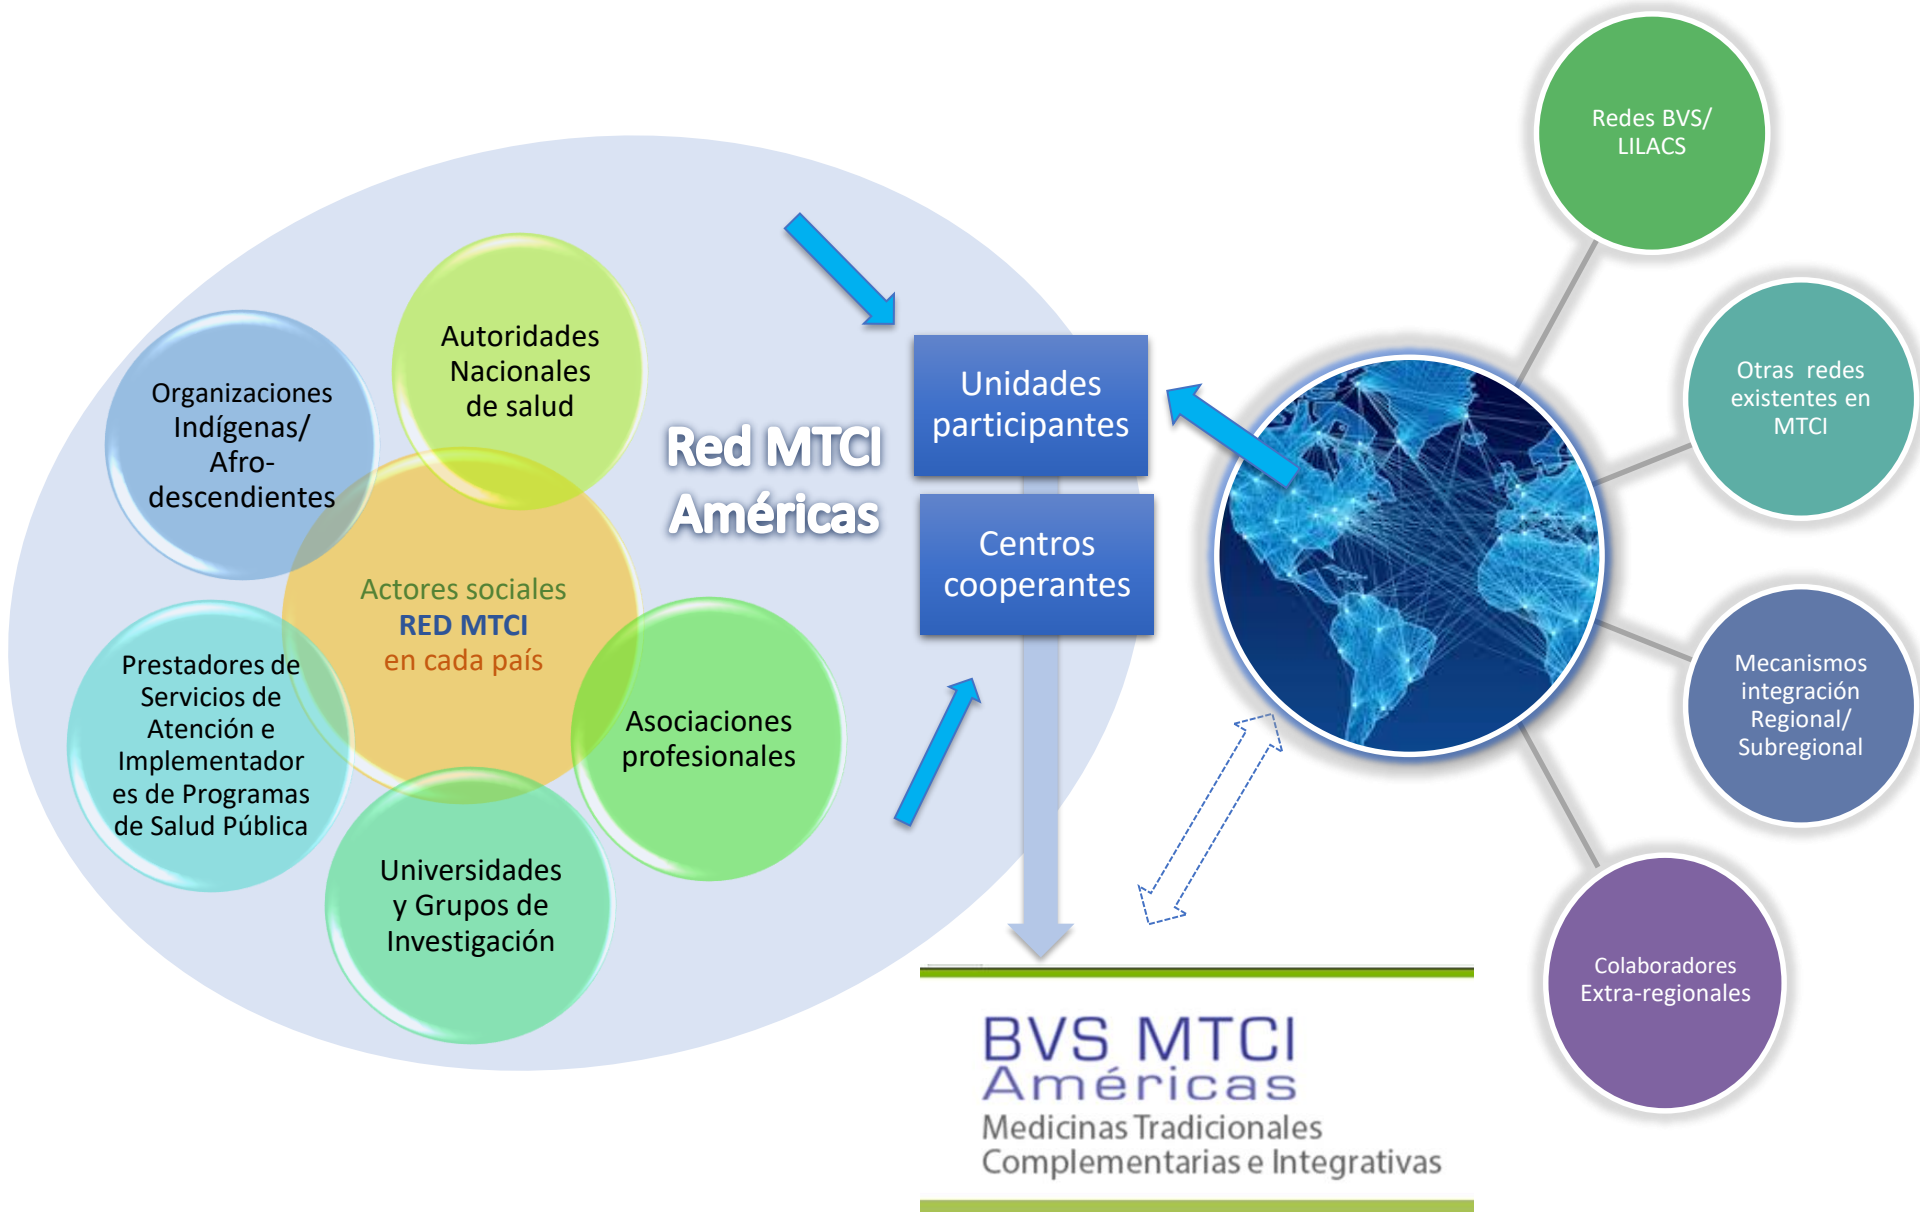 Organizaciones
Indígenas/
Afro-
descendientes
Autoridades
Nacionales
de salud
Actores sociales
RED MTCI
en cada país
Prestadores de
Servicios de
Atención e
Implementador
es de Programas
de Salud Pública
Universidades
y Grupos de
Investigación
Asociaciones
profesionales
Red MTCI
Américas
Unidades
participantes
Centros
cooperantes
BVS MTCI
Américas
Medicinas Tradicionales
Complementarias e Integrativas
Redes BVS/
LILACS
Otras redes
existentes en
MTCI
Mecanismos
integración
Regional/
Subregional
Colaboradores
Extra-regionales